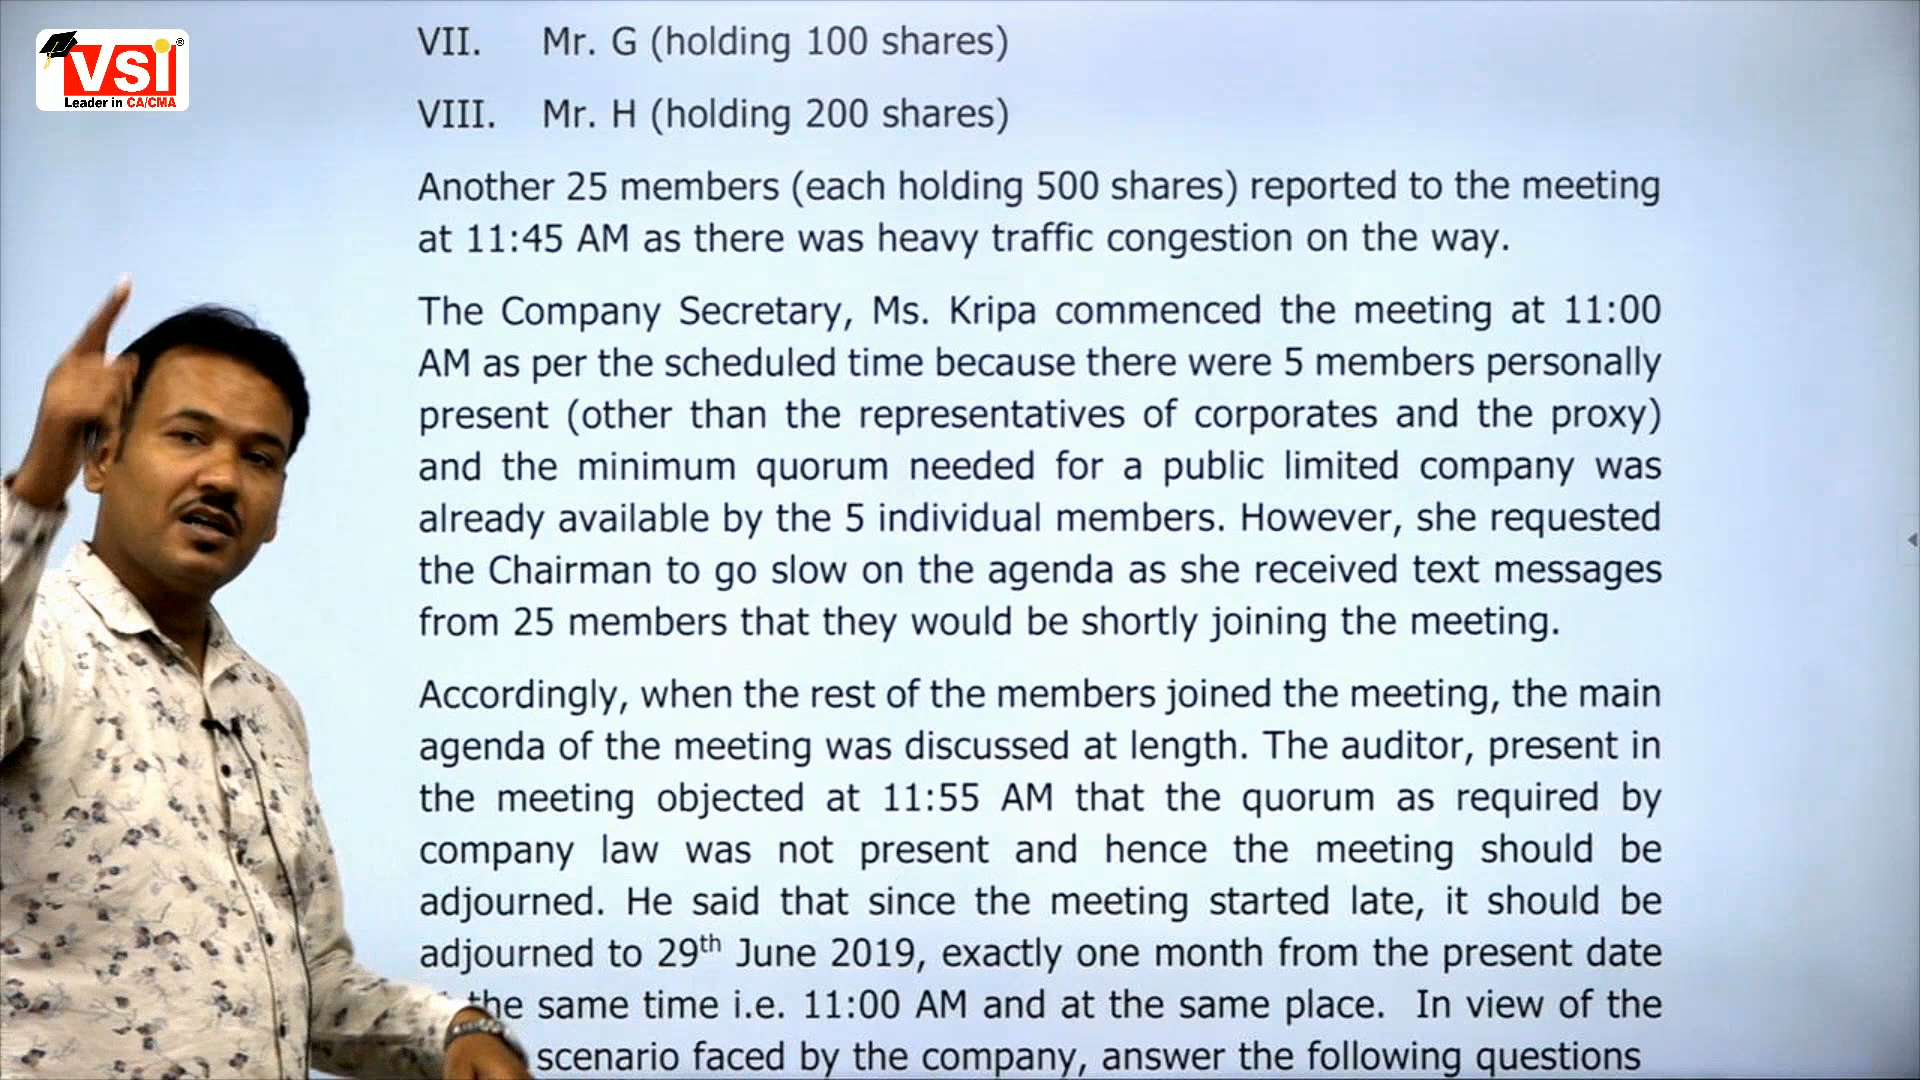 VSI
Leader in CA/CMA
VII. Mr. G (holding 100 shares)
VIII. Mr. H (holding 200 shares)
Another 25 members (each holding 500 shares) reported to the meeting
at 11:45 AM as there was heavy traffic congestion on the way.
The Company Secretary, Ms. Kripa commenced the meeting at 11:00
AM as per the scheduled time because there were 5 members personally
present (other than the representatives of corporates and the proxy)
and the minimum quorum needed for a public limited company was
already available by the 5 individual members. However, she requested
the Chairman to go slow on the agenda as she received text messages
from 25 members that they would be shortly joining the meeting.
Accordingly, when the rest of the members joined the meeting, the main
agenda of the meeting was discussed at length. The auditor, present in
the meeting objected at 11:55 AM that the quorum as required by
company law was not present and hence the meeting should be
adjourned. He said that since the meeting started late, it should be
adjourned to 29th June 2019, exactly one month from the present date
the same time i.e. 11:00 AM and at the same place. In view of the
scenario faced by the company, answer the following questions